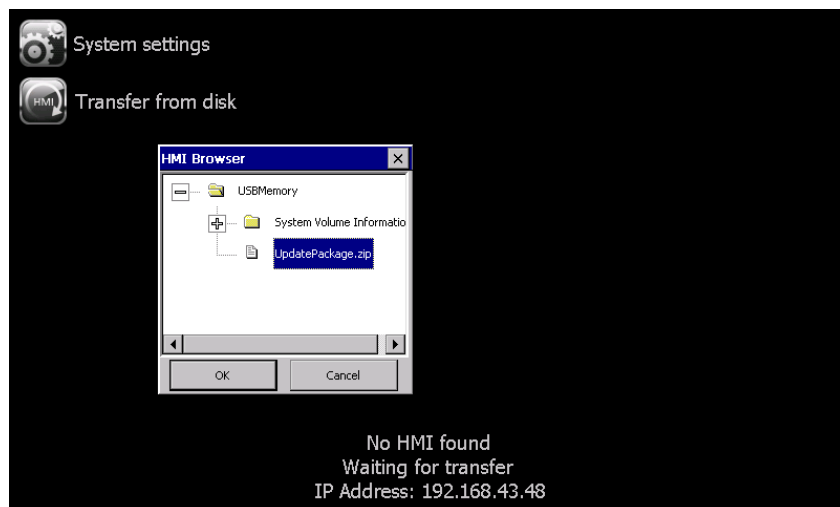 System settings
HMI
Transfer from disk
HMI Browser
USBMemory
System Volume Informatio
UpdatePackage.zip
OK
Cancel
No HMI found
Waiting for transfer
IP Address: 192.168.43.48